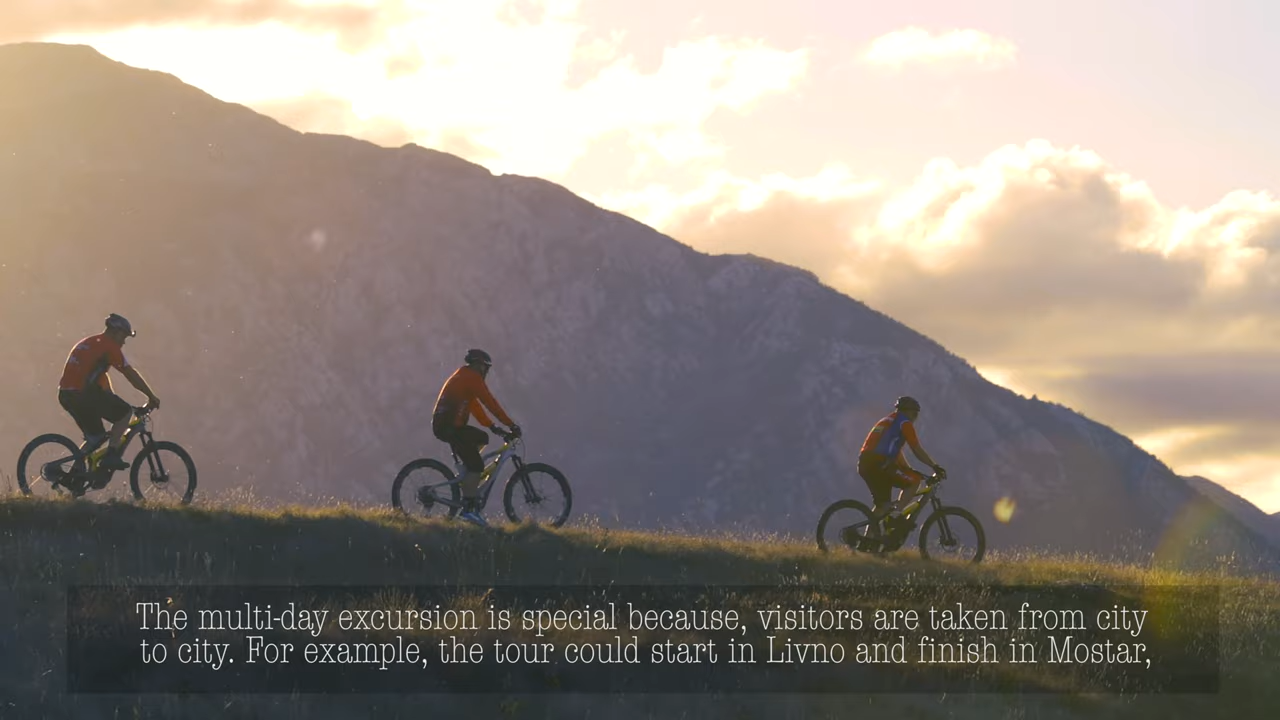 The multi-day excursion is special because, visitors are taken from city
to city. For example, the tour could start in Livno and finish in Mostar,